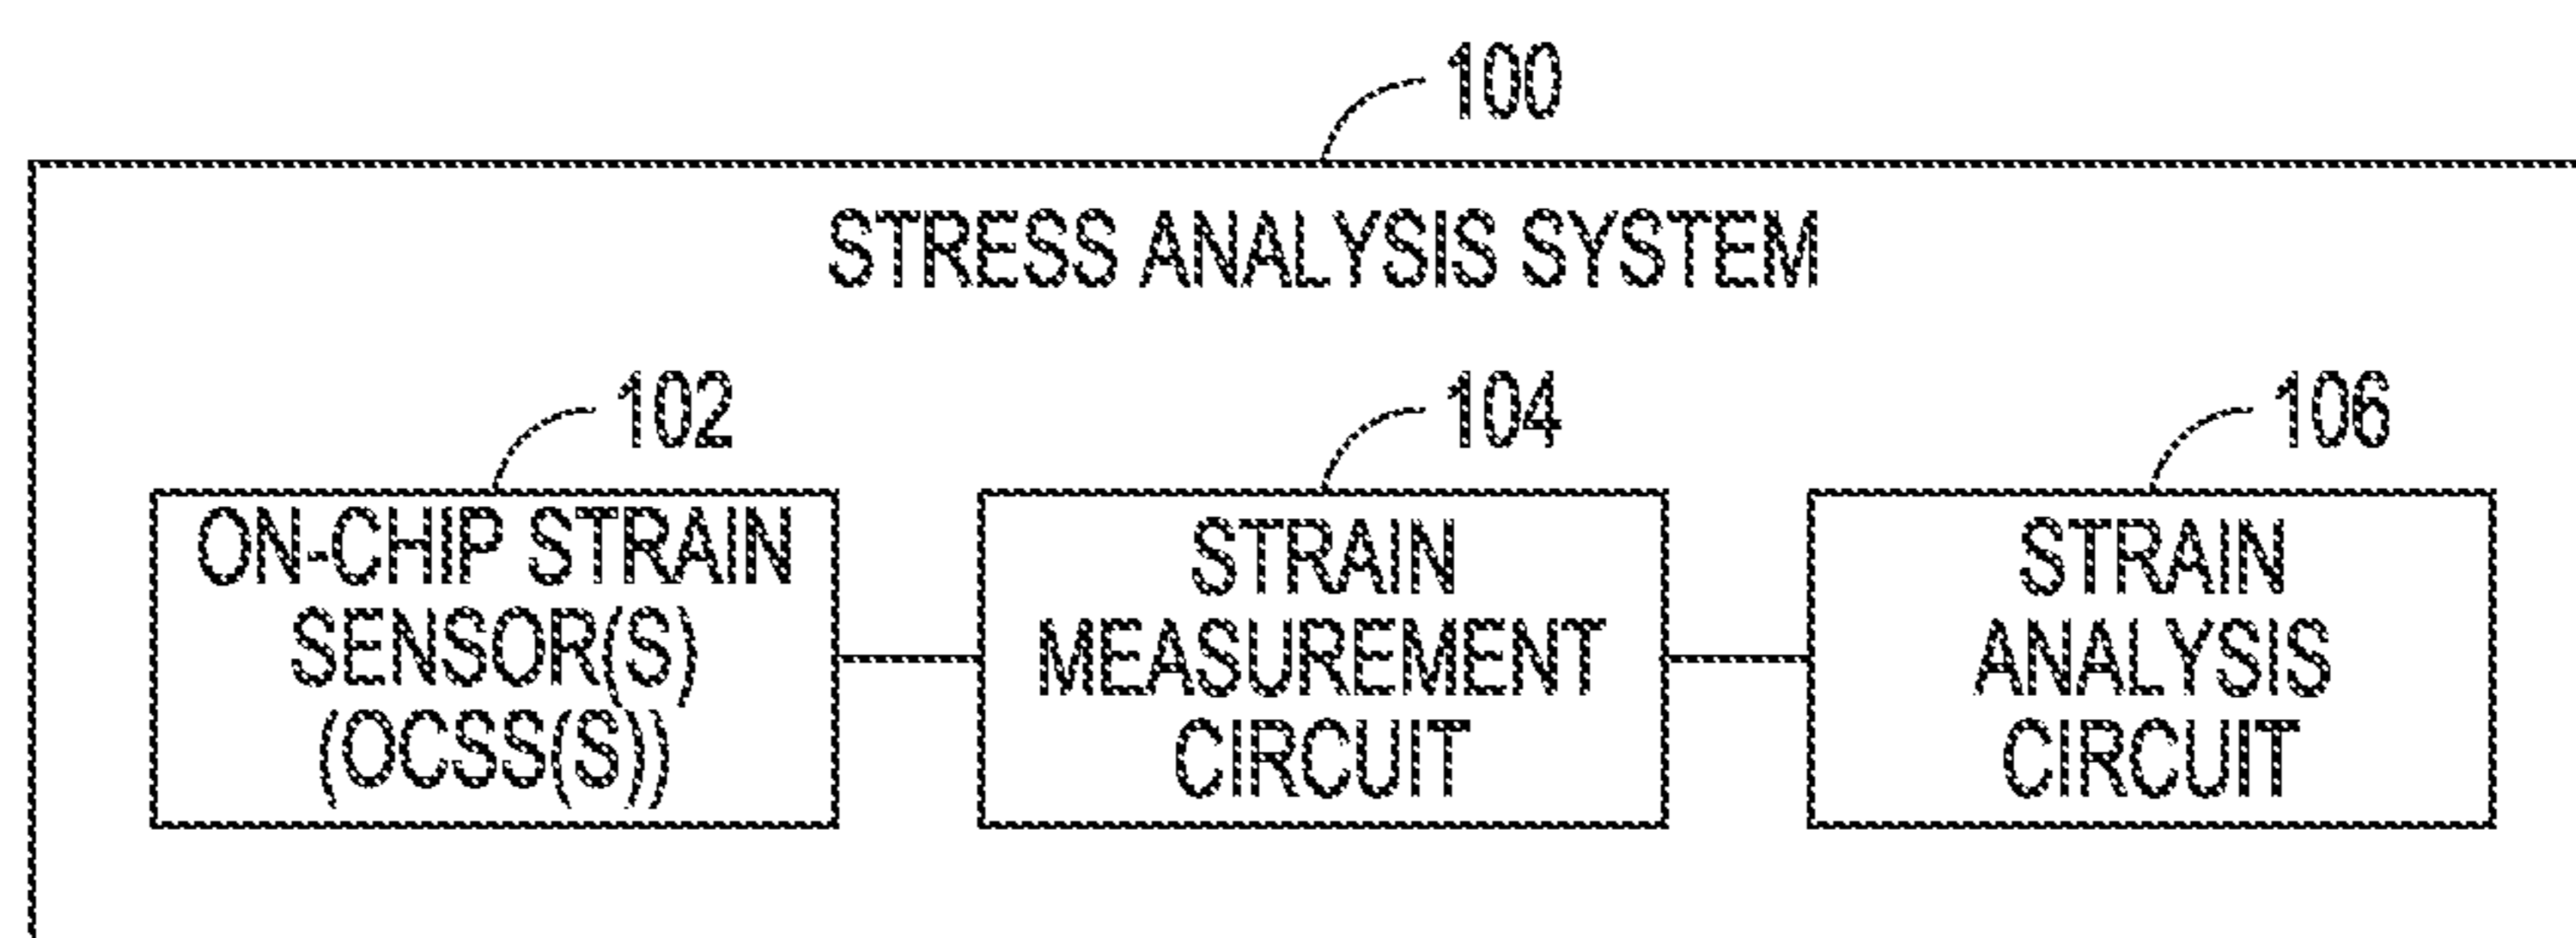 100
STRESS ANALYSIS SYSTEM
102
104
106
ON-CHIP STRAIN
SENSOR(S)
(OCSS(S))
STRAIN
MEASUREMENT
CIRCUIT
STRAIN
ANALYSIS
CIRCUIT